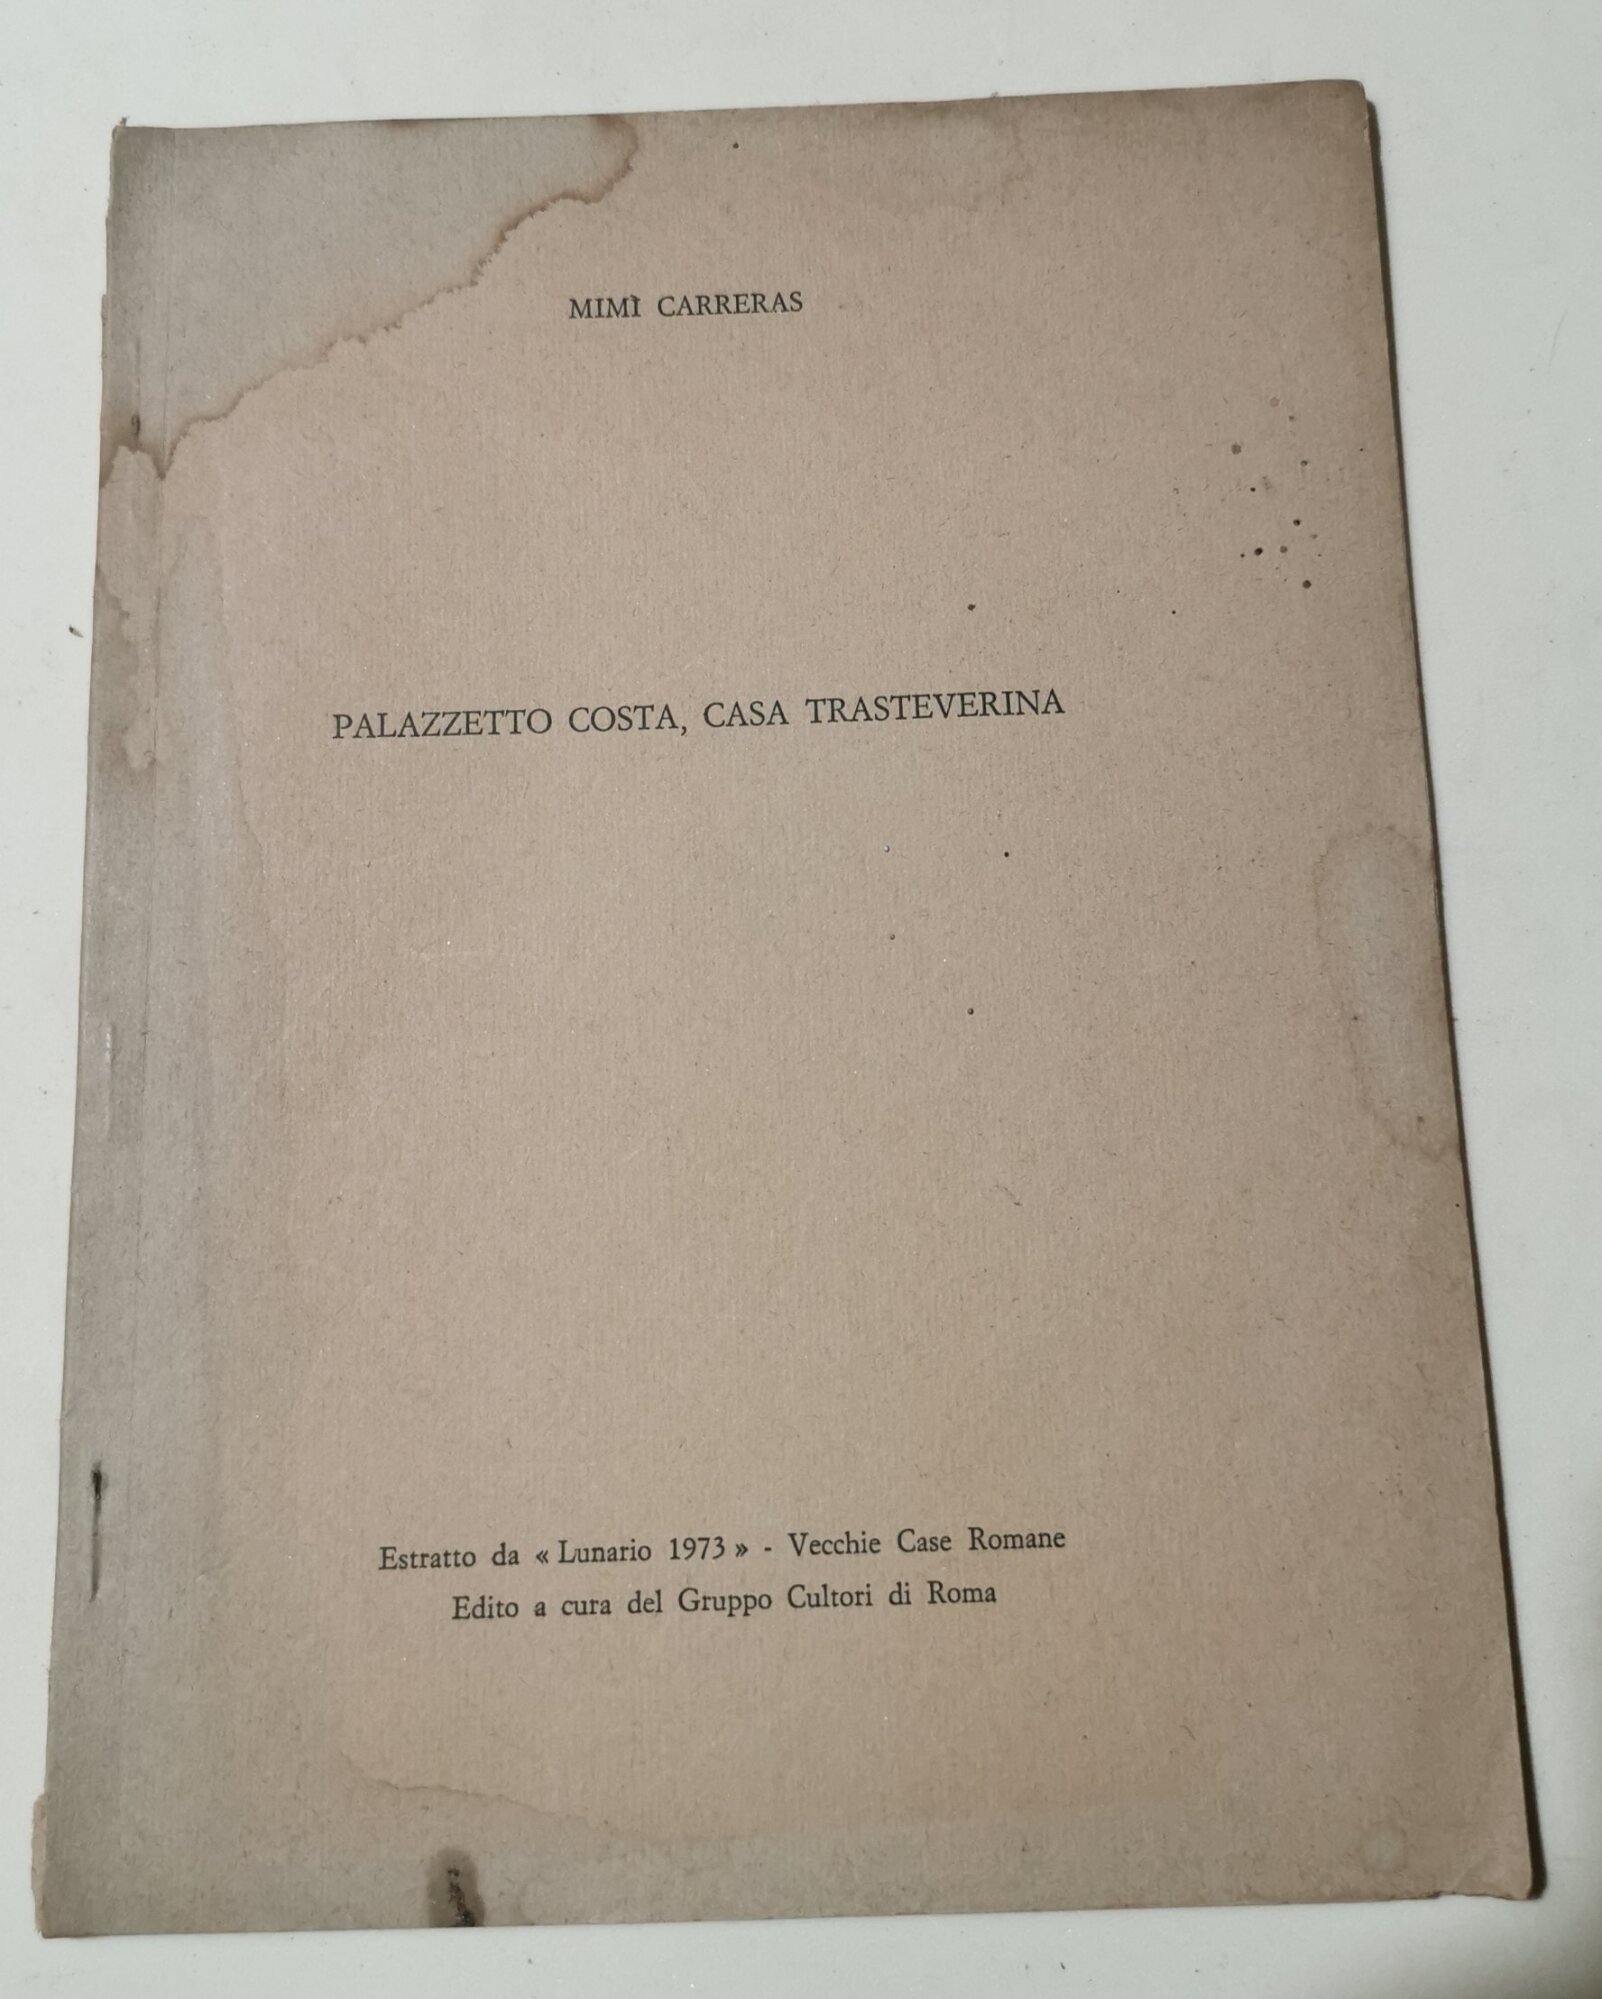 MIMÌ CARRERAS
PALAZZETTO COSTA, CASA TRASTEVERINA
Estratto da « Lunario 1973 » - Vecchie Case Romane
Edito a cura del Gruppo Cultori di Roma